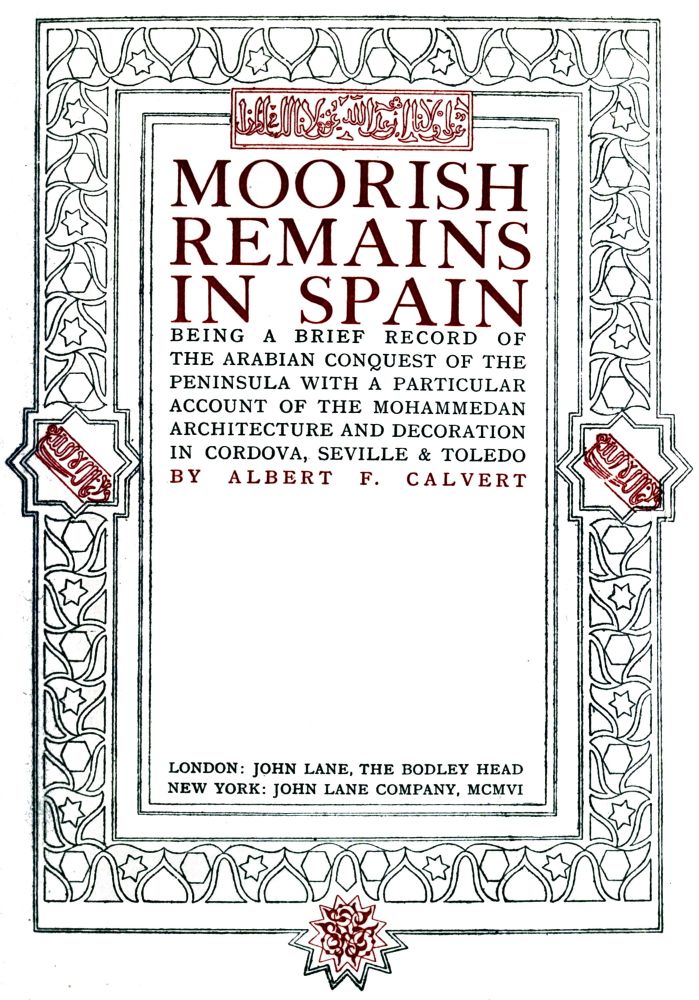 MOORISH
REMAINS
IN SPAIN
BEING A BRIEF RECORD OF
THE ARABIAN CONQUEST OF THE
PENINSULA WITH A PARTICULAR
ACCOUNT OF THE MOHAMMEDAN
ARCHITECTURE AND DECORATION
IN CORDOVA, SEVILLE & TOLEDO
BY ALBERT F. CALVERT
LONDON: JOHN LANE, THE BODLEY HEAD
NEW YORK: JOHN LANE COMPANY, MCMVI